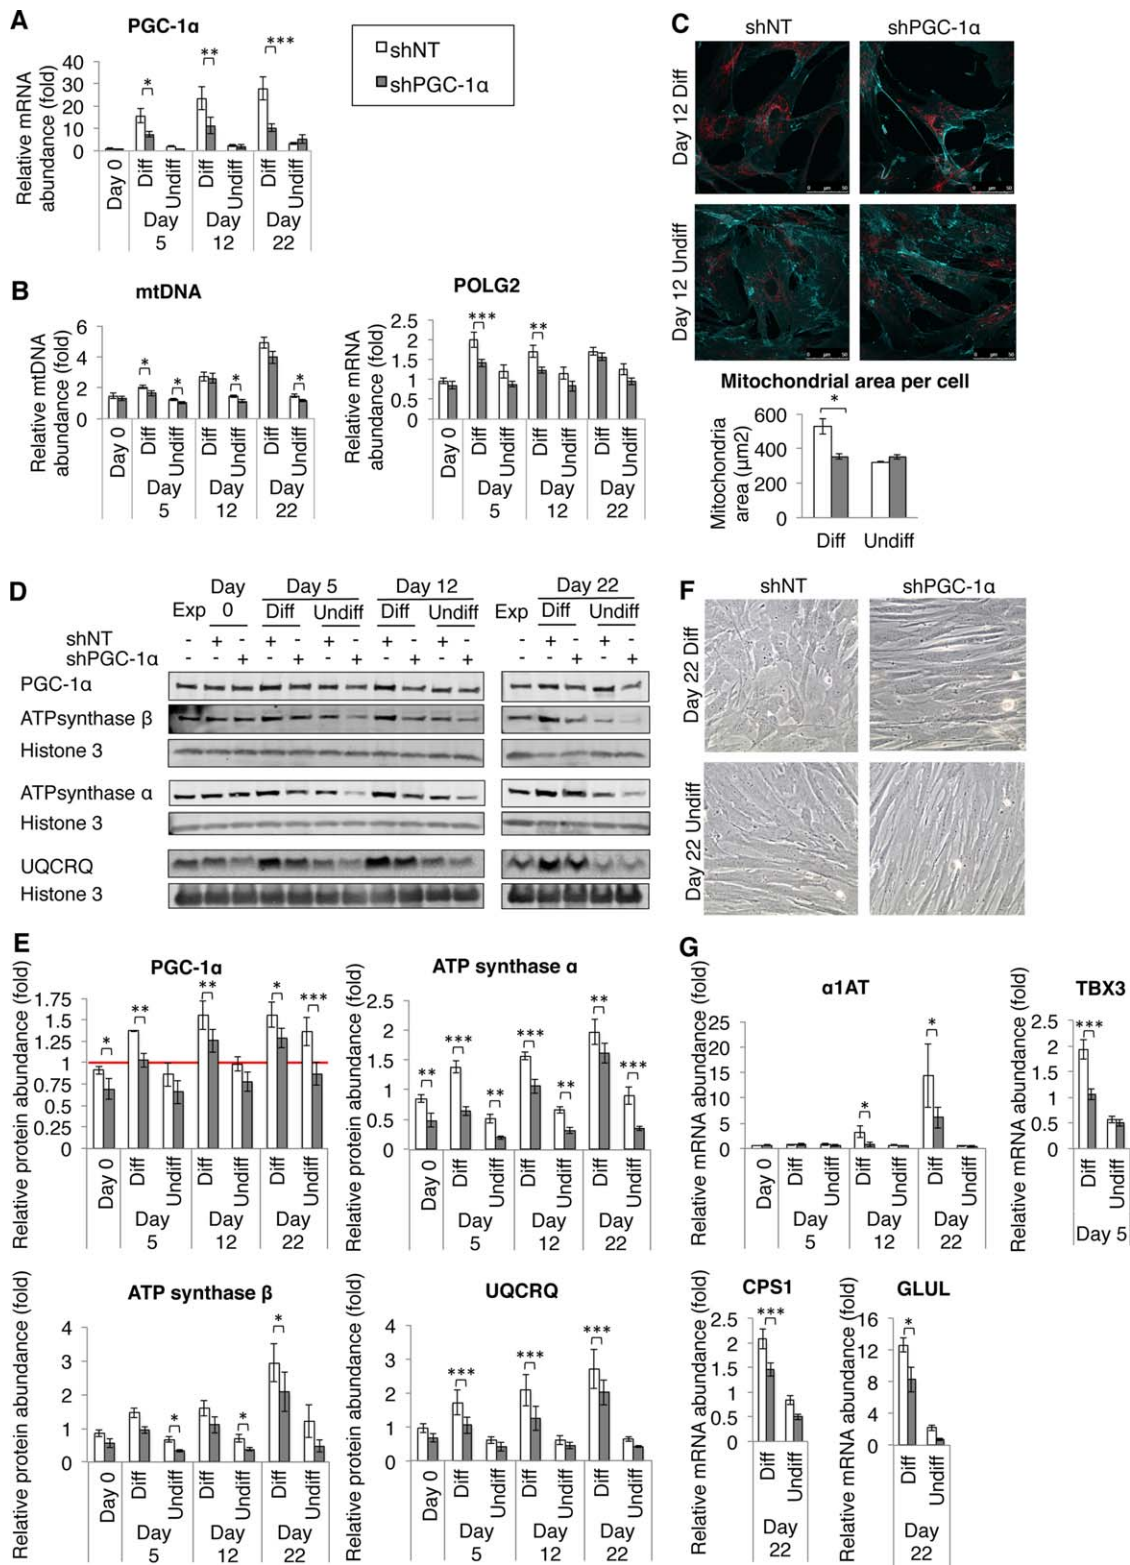 A
PGC-1α
Relative mRNA
abundance (fold)
40
30
20
10
0
*
**
***
Day 0
Diff
Undiff
Diff
Undiff
Diff
Undiff
Day
5
Day
12
Day
22
shNT
shPGC-1α
B
mtDNA
Relative mtDNA
abundance (fold)
6
4
2
0
*
*
*
*
Day 0
Diff
Undiff
Diff
Undiff
Diff
Undiff
Day
5
Day
12
Day
22
POLG2
Relative mRNA
abundance (fold)
2.5
2
1.5
1
0.5
0
***
**
Day 0
Diff
Undiff
Diff
Undiff
Diff
Undiff
Day
5
Day
12
Day
22
C
shNT shPGC-1α
Day 12 Diff
0 µm 50
0 µm 50
Day 12 Undiff
0 µm 50
0 µm 50
Mitochondrial area per cell
Mitochondria
area (µm2)
600
400
200
0
*
Diff Undiff
D
Day
Exp 0 Day 5 Day 12 Exp Day 22
Diff Undiff Diff Undiff Diff Undiff
shNT - + - + - + - + - + - - + - + -
shPGC-1α - - + - + - + - + - + - - + - +
PGC-1α
ATPsynthase β
Histone 3
ATPsynthase α
Histone 3
UQCRQ
Histone 3
E
PGC-1α
Relative protein abundance (fold)
1.75
1.5
1.25
1
0.75
0.5
0.25
0
*
**
**
*
***
Day 0
Diff
Undiff
Diff
Undiff
Diff
Undiff
Day
5
Day
12
Day
22
ATP synthase α
Relative protein abundance (fold)
2.5
2
1.5
1
0.5
0
**
***
**
***
**
**
***
Day 0
Diff
Undiff
Diff
Undiff
Diff
Undiff
Day
5
Day
12
Day
22
ATP synthase β
Relative protein abundance (fold)
4
3
2
1
0
*
*
*
Day 0
Diff
Undiff
Diff
Undiff
Diff
Undiff
Day
5
Day
12
Day
22
UQCRQ
Relative protein abundance (fold)
4
3
2
1
0
***
***
***
Day 0
Diff
Undiff
Diff
Undiff
Diff
Undiff
Day
5
Day
12
Day
22
F
shNT shPGC-1α
Day 22 Diff
Day 22 Undiff
G
α1AT
Relative mRNA abundance (fold)
25
20
15
10
5
0
*
*
Day 0
Diff
Undiff
Diff
Undiff
Diff
Undiff
Day
5
Day
12
Day
22
TBX3
Relative mRNA abundance (fold)
2.5
2
1.5
1
0.5
0
***
Diff
Undiff
Day 5
CPS1
Relative mRNA abundance (fold)
2.5
2
1.5
1
0.5
0
***
Diff
Undiff
Day
22
GLUL
Relative mRNA abundance (fold)
16
12
8
4
0
*
Diff
Undiff
Day
22